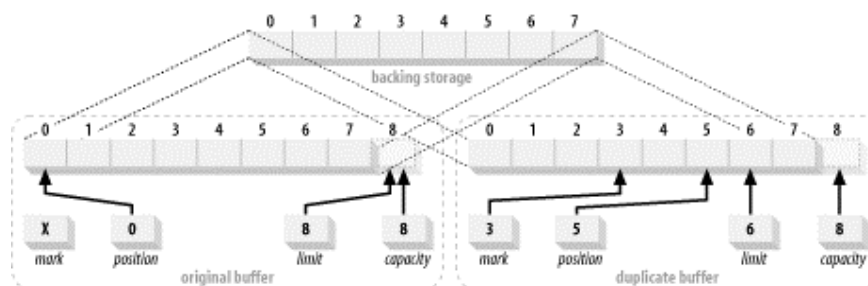 0 1 2 3 4 5 6 7
backing storage
0 1 2 3 4 5 6 7 8 0 1 2 3 4 5 6 7 8
X 0 8 8 3 5 6 8
mark position limit capacity mark position limit capacity
original buffer duplicate buffer